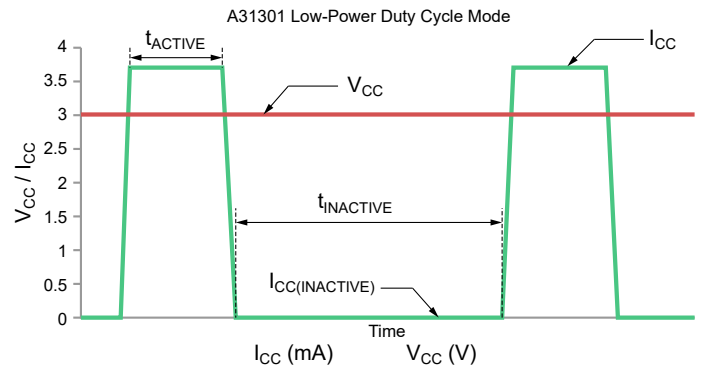 A31301 Low-Power Duty Cycle Mode
tACTIVE
ICC
VCC
tINACTIVE
ICC(INACTIVE)
VCC / ICC
4
3.5
3
2.5
2
1.5
1
0.5
0
Time
ICC (mA) VCC (V)